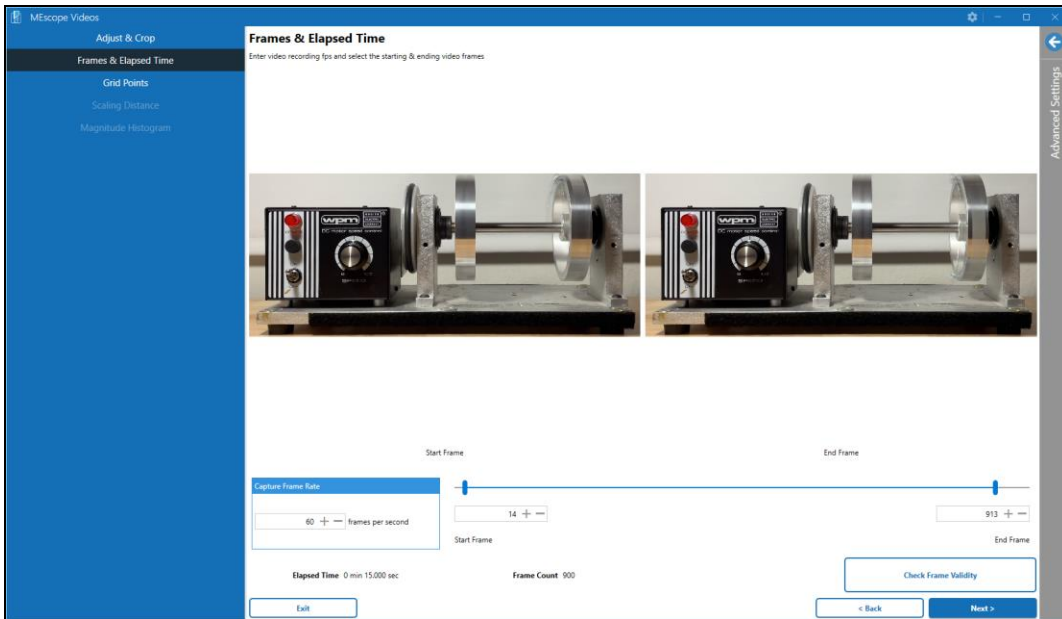 MEscope Videos
Adjust & Crop
Frames & Elapsed Time
Grid Points
Scaling Distance
Magnitude Histogram
Frames & Elapsed Time
Enter video recording fps and select the starting & ending video frames
Advanced Settings
wpm
DC motor speed control
wpm
DC motor speed control
Start Frame
End Frame
Capture Frame Rate
60 + − frames per second
14 + −
913 + −
Start Frame
End Frame
Elapsed Time 0 min 15.000 sec
Frame Count 900
Check Frame Validity
Exit
< Back
Next >